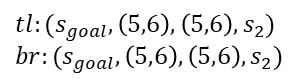 tl: (s_goal, (5,6), (5,6), s_2)
br: (s_goal, (5,6), (5,6), s_2)